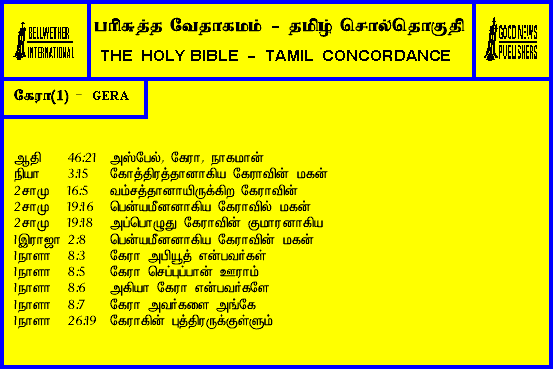 BELLWETHER
INTERNATIONAL
பரிசுத்த வேதாகமம் - தமிழ் சொல்தொகுதி
THE HOLY BIBLE - TAMIL CONCORDANCE
GOOD NEWS
PUBLISHERS
கேரா(1) - GERA
ஆதி 46:21 அஸ்பேல், கேரா, நாகமான்
நியா 3:15 கோத்திரத்தானாகிய கேராவின் மகன்
2சாமு 16:5 வம்சத்தானாயிருக்கிற கேராவின்
2சாமு 19:16 பென்யமீனனாகிய கேராவில் மகன்
2சாமு 19:18 அப்பொழுது கேராவின் குமாரனாகிய
1இராஜா 2:8 பென்யமீனனாகிய கேராவின் மகன்
1நாளா 8:3 கேரா அபியூத் என்பவர்கள்
1நாளா 8:5 கேரா செப்புப்பான் ஊராம்
1நாளா 8:6 அகியா கேரா என்பவர்களே
1நாளா 8:7 கேரா அவர்களை அங்கே
1நாளா 26:19 கேராகின் புத்திரருக்குள்ளும்